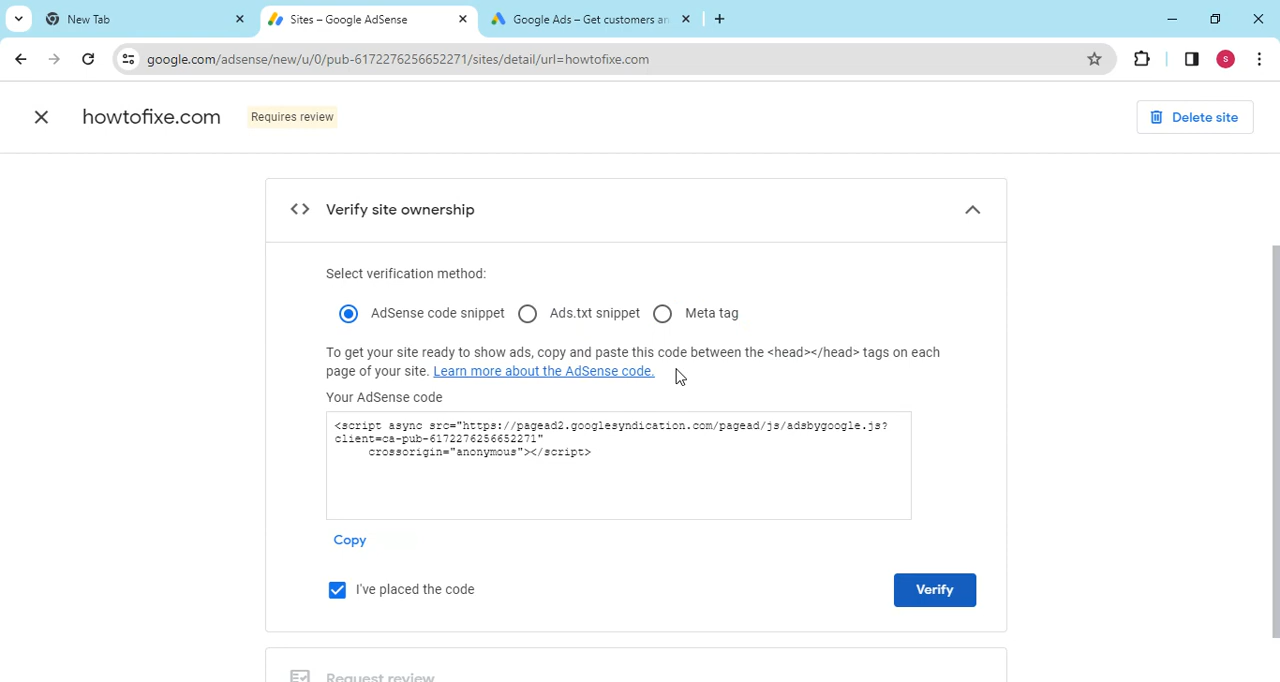 New Tab
Sites – Google AdSense
Google Ads – Get customers an
google.com/adsense/new/u/0/pub-6172276256652271/sites/detail/url=howtofixe.com
S
howtofixe.com
Requires review
Delete site
Verify site ownership
Select verification method:
AdSense code snippet
Ads.txt snippet
Meta tag
To get your site ready to show ads, copy and paste this code between the <head></head> tags on each
page of your site. Learn more about the AdSense code.
Your AdSense code
<script async src="https://pagead2.googlesyndication.com/pagead/js/adsbygoogle.js?
client=ca-pub-6172276256652271"
crossorigin="anonymous"></script>
Copy
I've placed the code
Verify
Request review